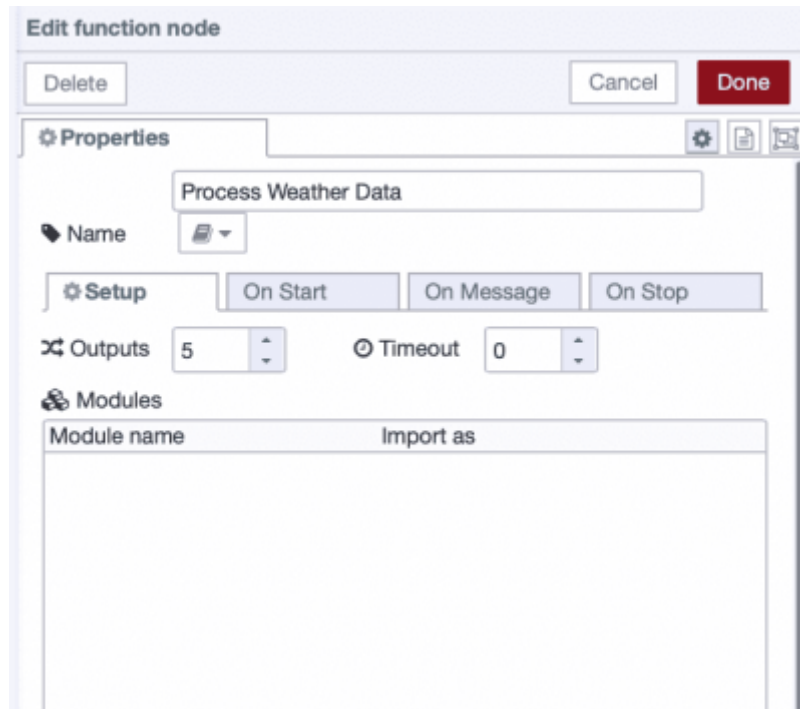 Edit function node
Delete Cancel Done
Properties
Process Weather Data
Name
Setup On Start On Message On Stop
Outputs 5 Timeout 0
Modules
Module name Import as